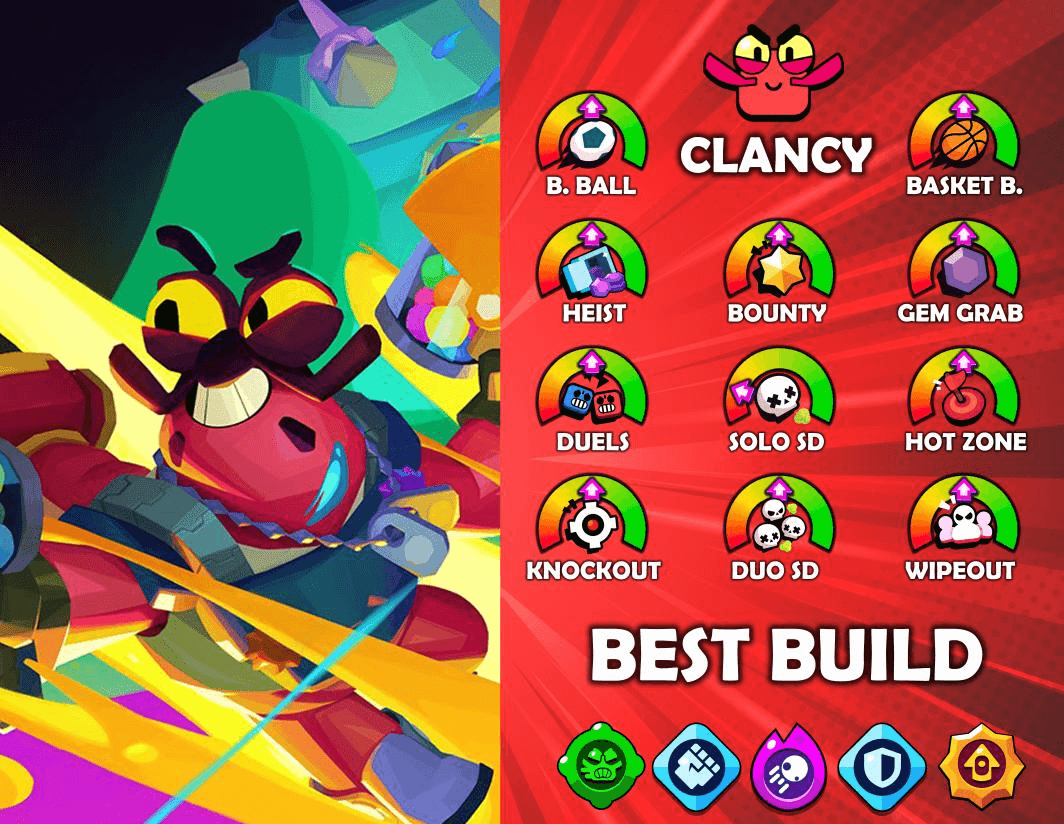 CLANCY
B. BALL
BASKET B.
HEIST
BOUNTY
GEM GRAB
DUELS
SOLO SD
HOT ZONE
KNOCKOUT
DUO SD
WIPEOUT
BEST BUILD